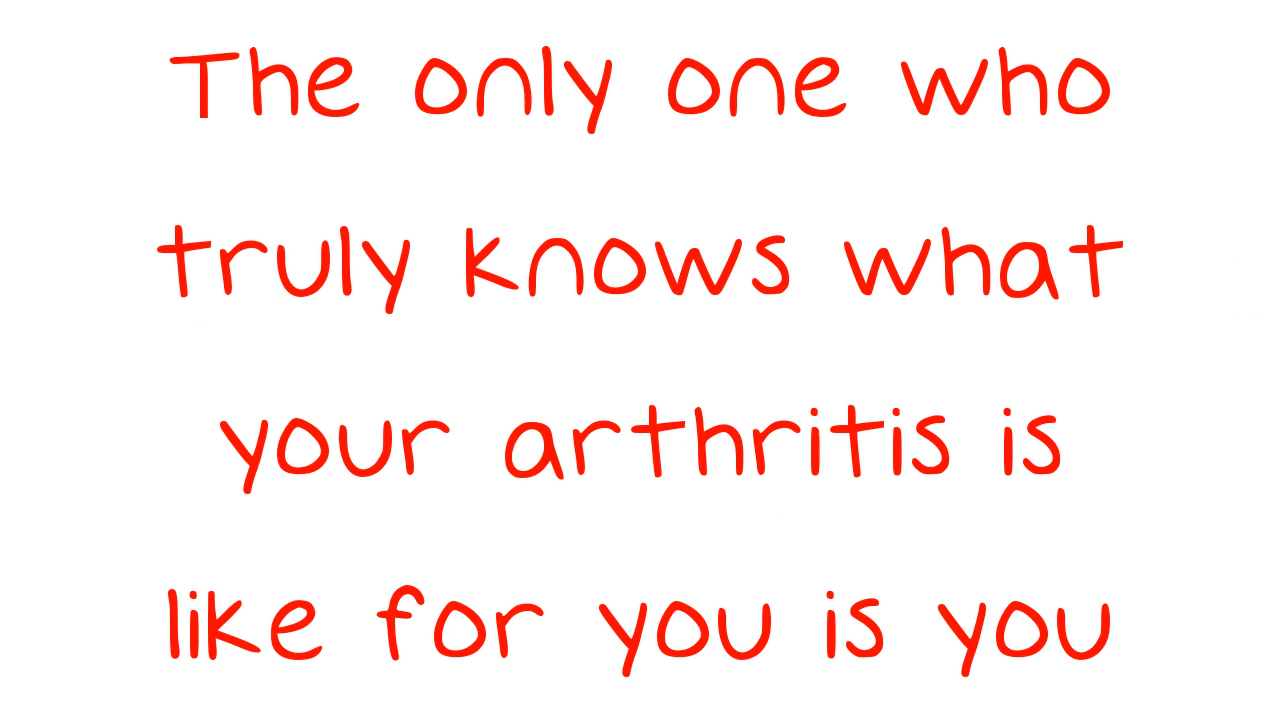 The only one who
truly knows what
your arthritis is
like for you is you